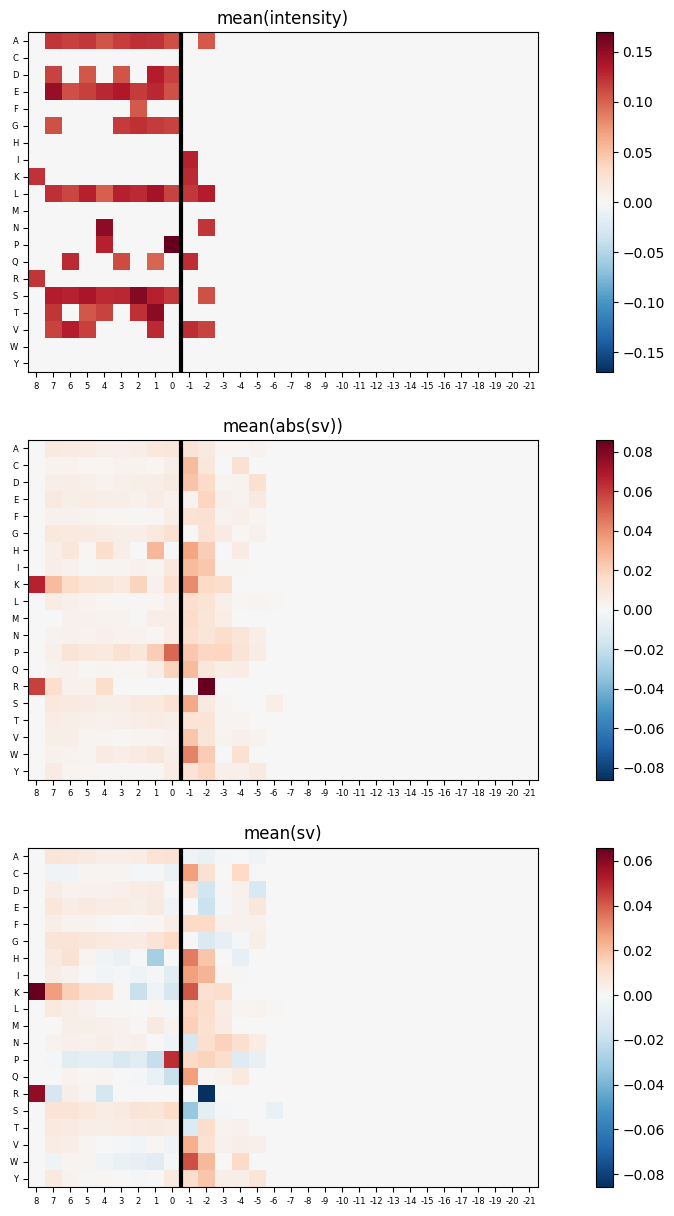 mean(intensity)
A
C
D
E
F
G
H
I
K
L
M
N
P
Q
R
S
T
V
W
Y
8 7 6 5 4 3 2 1 0 -1 -2 -3 -4 -5 -6 -7 -8 -9 -10 -11 -12 -13 -14 -15 -16 -17 -18 -19 -20 -21
0.15
0.10
0.05
0.00
−0.05
−0.10
−0.15
mean(abs(sv))
A
C
D
E
F
G
H
I
K
L
M
N
P
Q
R
S
T
V
W
Y
8 7 6 5 4 3 2 1 0 -1 -2 -3 -4 -5 -6 -7 -8 -9 -10 -11 -12 -13 -14 -15 -16 -17 -18 -19 -20 -21
0.08
0.06
0.04
0.02
0.00
−0.02
−0.04
−0.06
−0.08
mean(sv)
A
C
D
E
F
G
H
I
K
L
M
N
P
Q
R
S
T
V
W
Y
8 7 6 5 4 3 2 1 0 -1 -2 -3 -4 -5 -6 -7 -8 -9 -10 -11 -12 -13 -14 -15 -16 -17 -18 -19 -20 -21
0.06
0.04
0.02
0.00
−0.02
−0.04
−0.06
−0.08